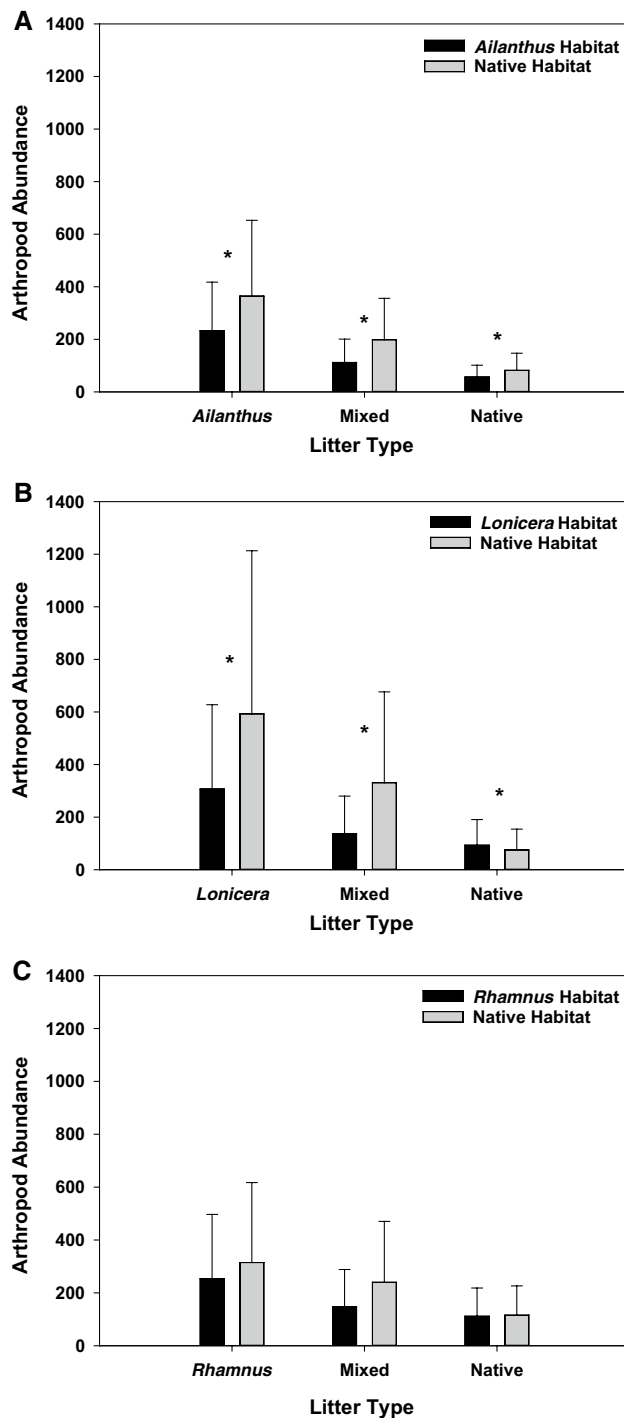 A
1400
Ailanthus Habitat
Native Habitat
1200
1000
800
600
400
200
0
Arthropod Abundance
*
*
*
Ailanthus
Mixed
Native
Litter Type
B
1400
Lonicera Habitat
Native Habitat
1200
1000
800
600
400
200
0
Arthropod Abundance
*
*
*
Lonicera
Mixed
Native
Litter Type
C
1400
Rhamnus Habitat
Native Habitat
1200
1000
800
600
400
200
0
Arthropod Abundance
Rhamnus
Mixed
Native
Litter Type